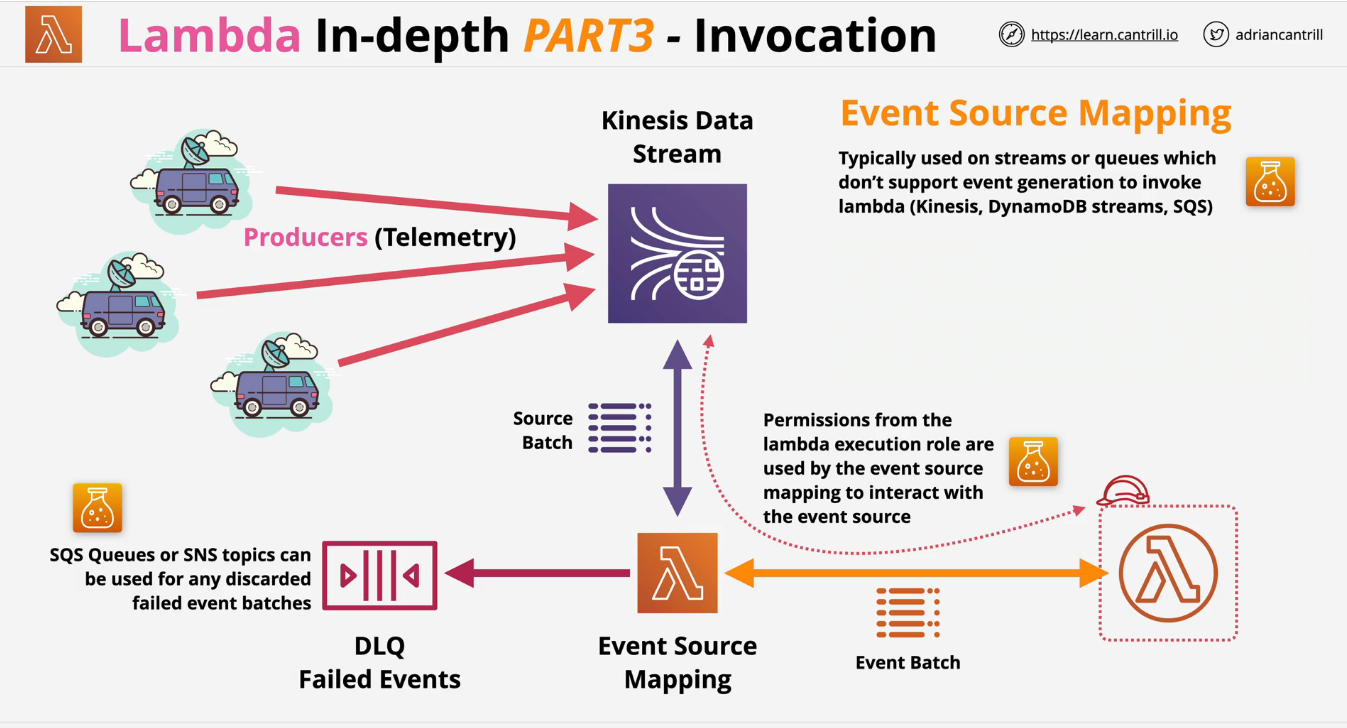 Lambda In-depth PART3 - Invocation
https://learn.cantrill.io
adriancantrill
Kinesis Data
Stream
Event Source Mapping
Typically used on streams or queues which
don't support event generation to invoke
lambda (Kinesis, DynamoDB streams, SQS)
Producers (Telemetry)
Source
Batch
Permissions from the
lambda execution role are
used by the event source
mapping to interact with
the event source
SQS Queues or SNS topics can
be used for any discarded
failed event batches
DLQ
Failed Events
Event Source
Mapping
Event Batch